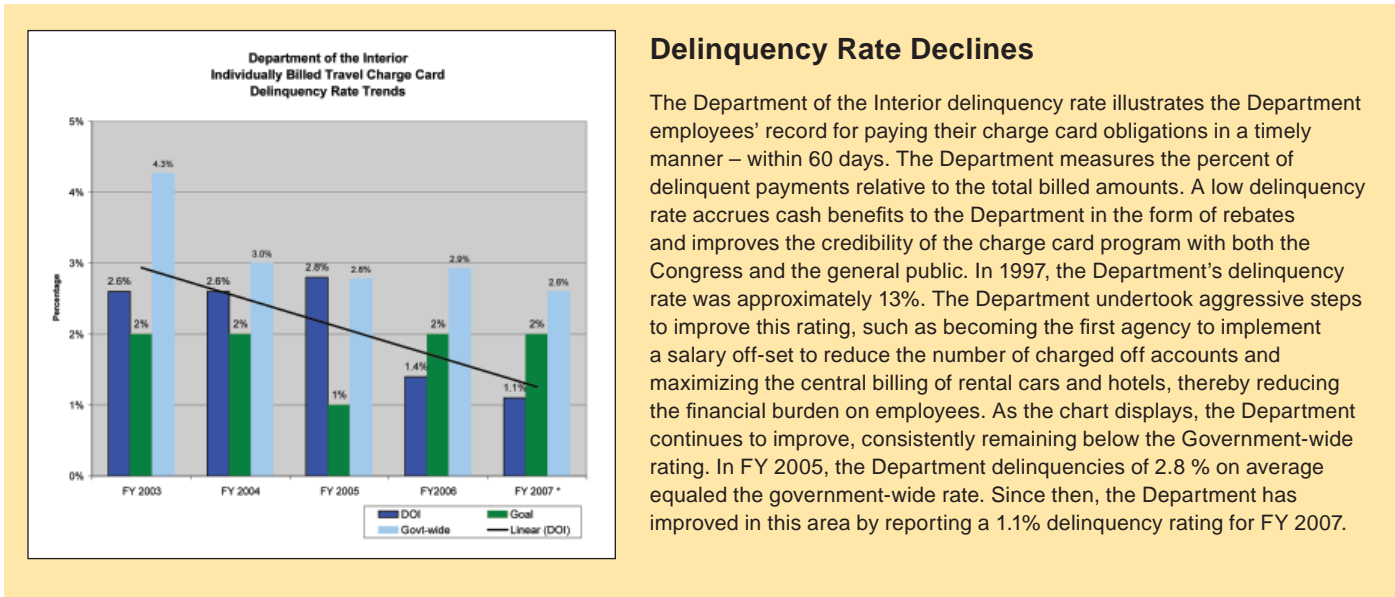 Department of the Interior
Individually Billed Travel Charge Card
Delinquency Rate Trends
Percentage
5%
4%
3%
2%
1%
0%
2.6%
2%
4.3%
2.6%
2%
3.0%
2.8%
1%
2.8%
1.4%
2%
2.9%
1.1%
2%
2.6%
FY 2003
FY 2004
FY 2005
FY2006
FY 2007 *
DOI
Goal
Govt-wide
Linear (DOI)
Delinquency Rate Declines
The Department of the Interior delinquency rate illustrates the Department
employees’ record for paying their charge card obligations in a timely
manner – within 60 days. The Department measures the percent of
delinquent payments relative to the total billed amounts. A low delinquency
rate accrues cash benefits to the Department in the form of rebates
and improves the credibility of the charge card program with both the
Congress and the general public. In 1997, the Department’s delinquency
rate was approximately 13%. The Department undertook aggressive steps
to improve this rating, such as becoming the first agency to implement
a salary off-set to reduce the number of charged off accounts and
maximizing the central billing of rental cars and hotels, thereby reducing
the financial burden on employees. As the chart displays, the Department
continues to improve, consistently remaining below the Government-wide
rating. In FY 2005, the Department delinquencies of 2.8 % on average
equaled the government-wide rate. Since then, the Department has
improved in this area by reporting a 1.1% delinquency rating for FY 2007.